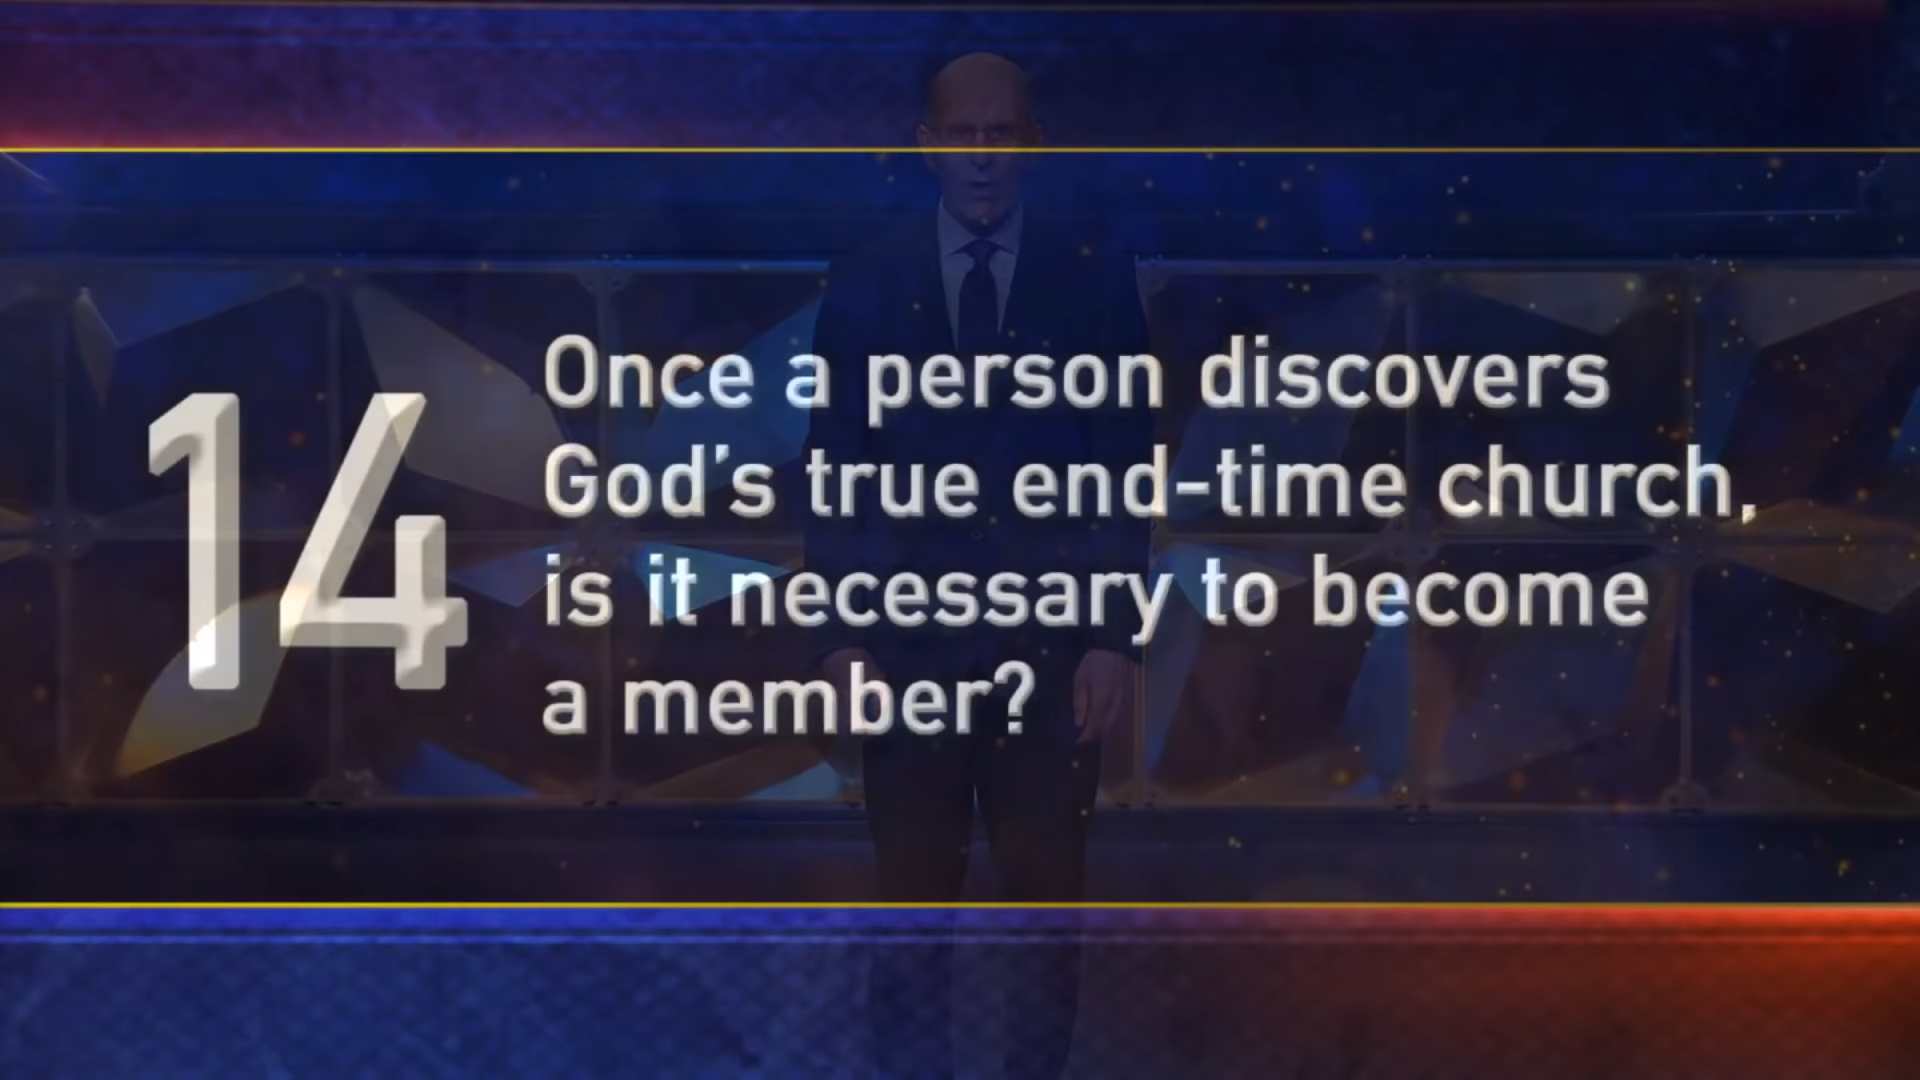 14
Once a person discovers
God's true end-time church,
is it necessary to become
a member?